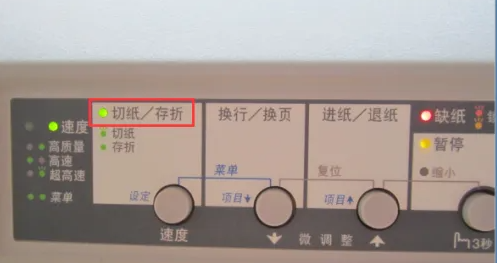 切纸/存折
换行/换页
进纸/退纸
缺纸
速度
切纸
存折
暂停
高质量
高速
超高速
菜单
复位
缩小
菜单
设定
项目↓
项目↑
速度
微调整
3秒